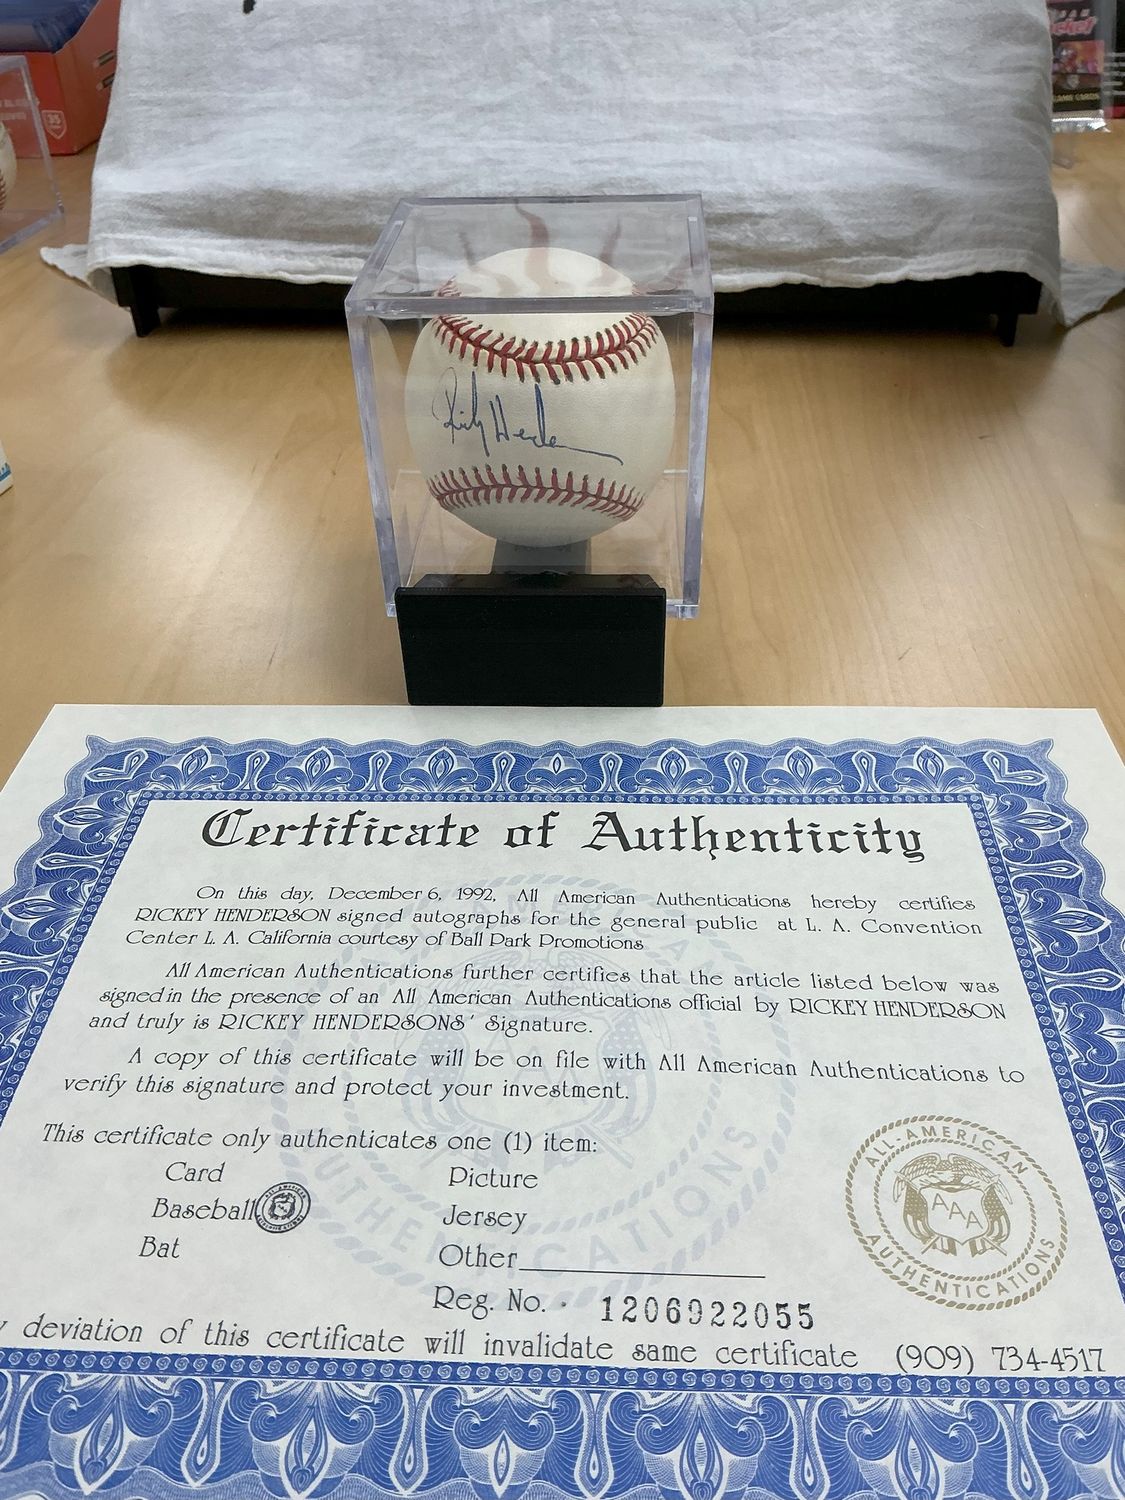 35
GAME CARDS
Ricky Henderson
Certificate of Authenticity
On this day, December 6, 1992, All American Authentications hereby certifies
RICKEY HENDERSON signed autographs for the general public at L. A. Convention
Center L. A. California courtesy of Ball Park Promotions
All American Authentications further certifies that the article listed below was
signed in the presence of an All American Authentications official by RICKEY HENDERSON
and truly is RICKEY HENDERSONS' Signature.
A copy of this certificate will be on file with All American Authentications to
verify this signature and protect your investment.
This certificate only authenticates one (1) item:
Card Picture
Baseball Jersey
Bat Other
ALL-AMERICAN
AAA
AUTHENTICATIONS
Reg. No. 1206922055
deviation of this certificate will invalidate same certificate (909) 734-4517